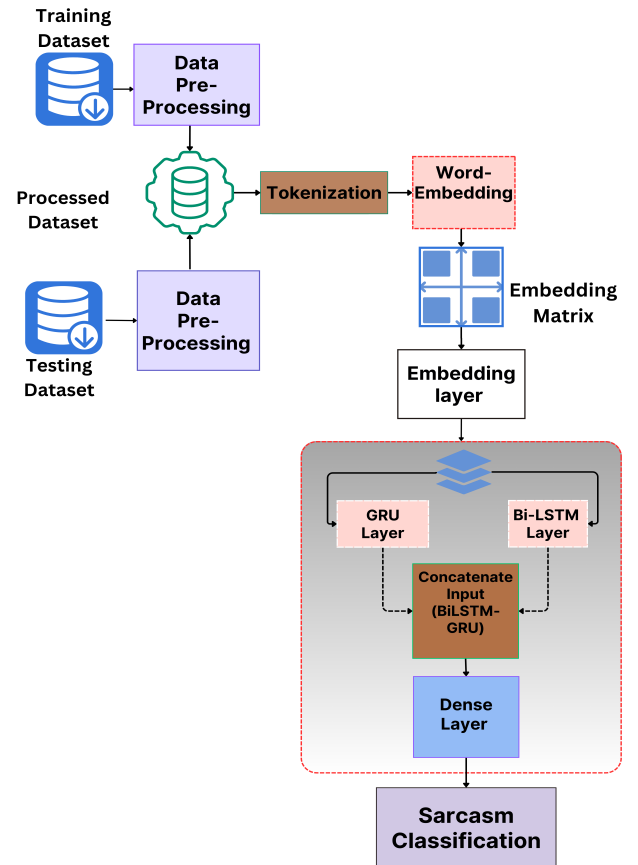 Training
Dataset
Data
Pre-
Processing
Processed
Dataset
Tokenization
Word-
Embedding
Data
Pre-
Processing
Testing
Dataset
Embedding
Matrix
Embedding
layer
GRU
Layer
Bi-LSTM
Layer
Concatenate
Input
(BiLSTM-
GRU)
Dense
Layer
Sarcasm
Classification